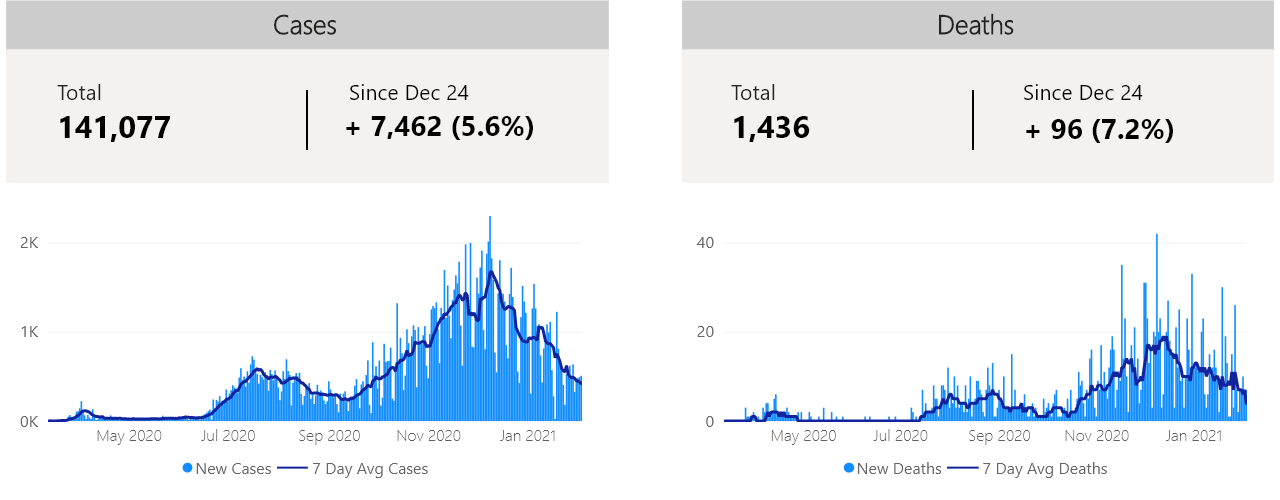 Cases
Total
141,077
Since Dec 24
+ 7,462 (5.6%)
2K
1K
0K
May 2020 Jul 2020 Sep 2020 Nov 2020 Jan 2021
New Cases 7 Day Avg Cases
Deaths
Total
1,436
Since Dec 24
+ 96 (7.2%)
40
20
0
May 2020 Jul 2020 Sep 2020 Nov 2020 Jan 2021
New Deaths 7 Day Avg Deaths